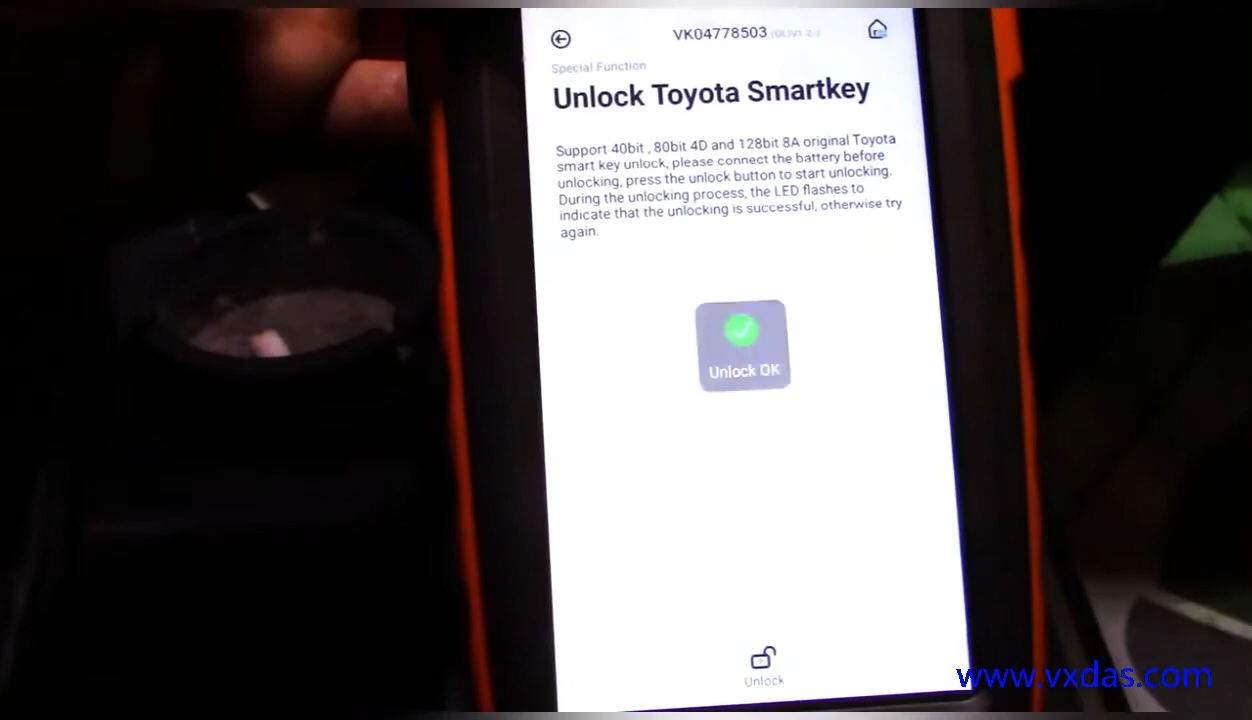 VK04778503
Special Function
Unlock Toyota Smartkey
Support 40bit , 80bit 4D and 128bit 8A original Toyota
smart key unlock, please connect the battery before
unlocking, press the unlock button to start unlocking.
During the unlocking process, the LED flashes to
indicate that the unlocking is successful, otherwise try
again.
Unlock OK
Unlock
www.vxdas.com